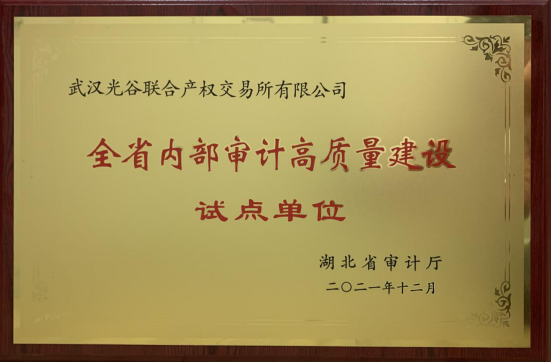 武汉光谷联合产权交易所有限公司
全省内部审计高质量建设
试点单位
湖北省审计厅
二〇二一年十二月